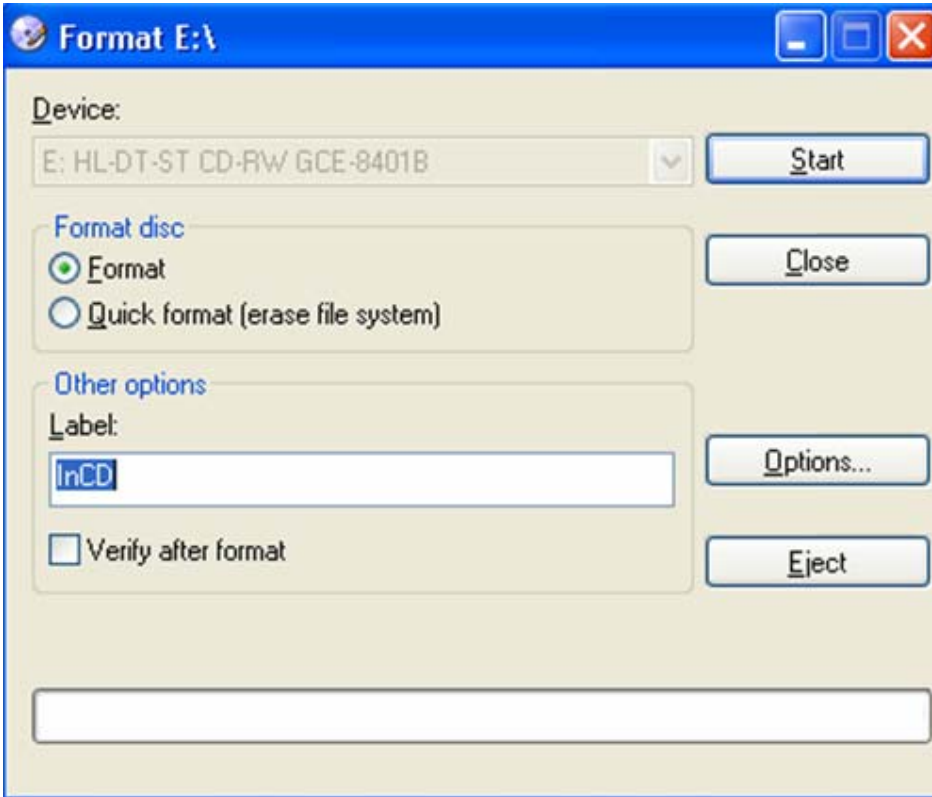 Format E:\
Device:
E: HL-DT-ST CD-RW GCE-8401B
Start
Format disc
Format
Close
Quick format (erase file system)
Other options
Label:
InCD
Options...
Verify after format
Eject